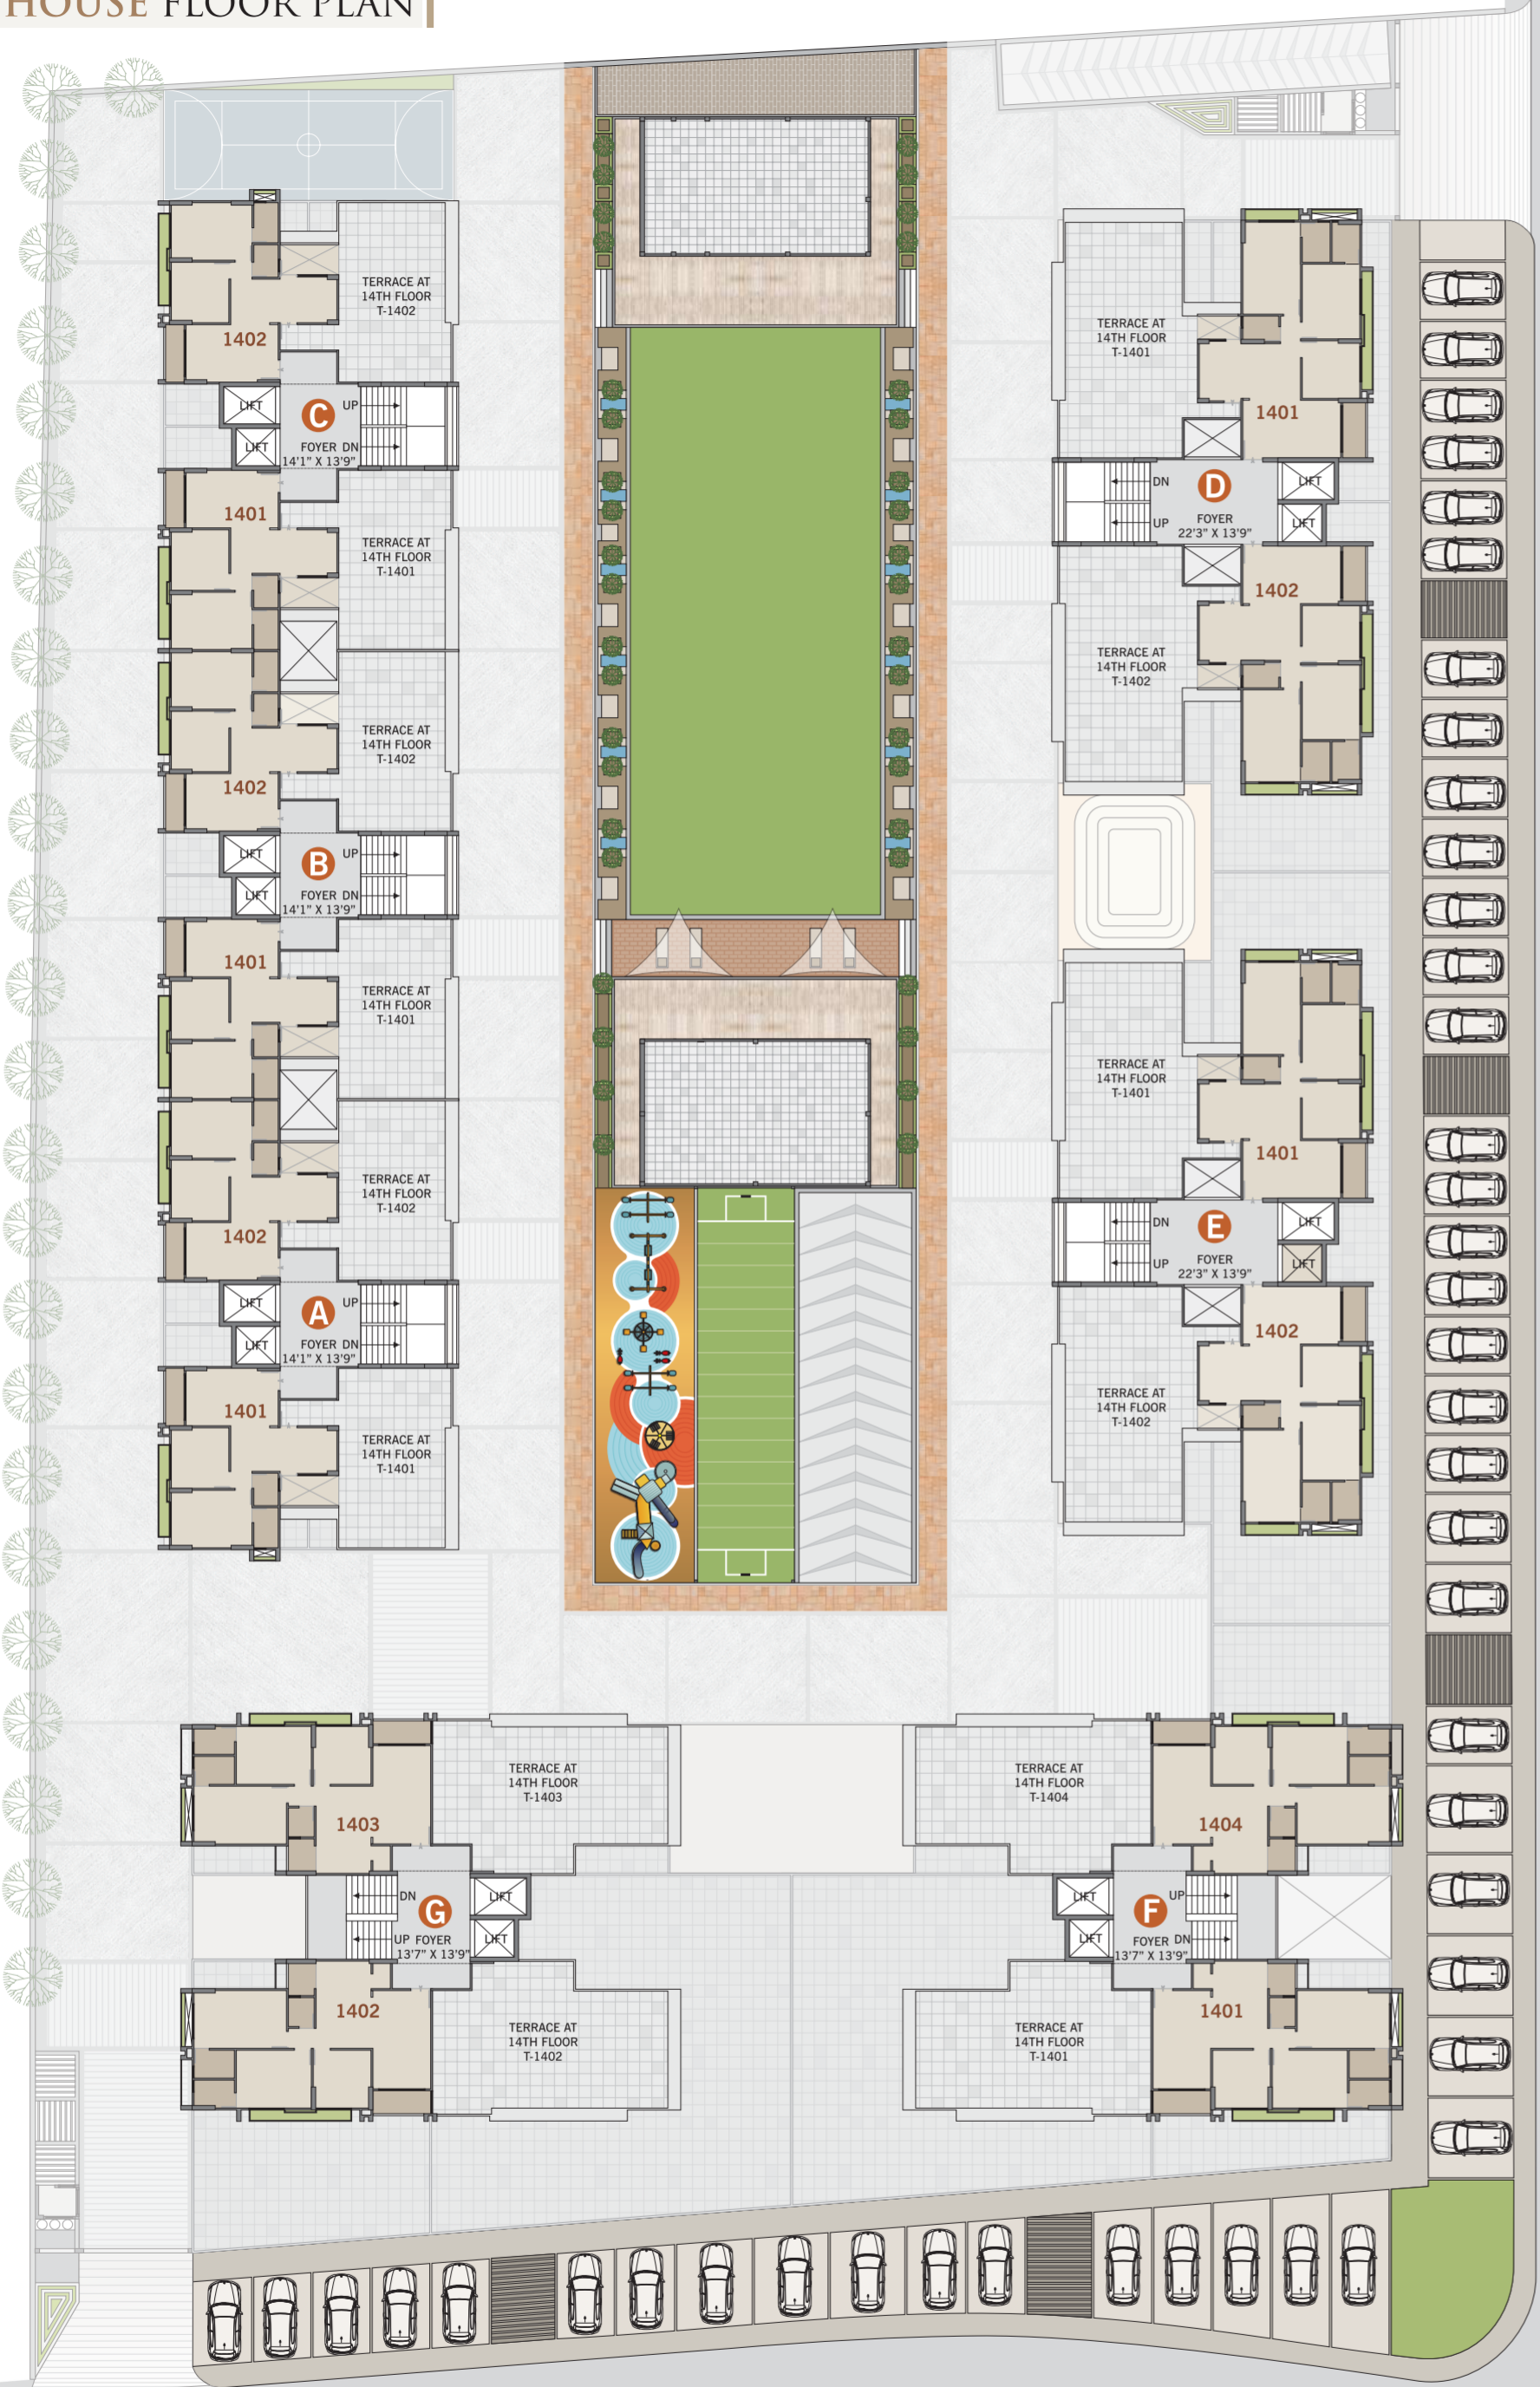 HOUSE FLOOR PLAN
TERRACE AT
14TH FLOOR
T-1402
1402
LIFT
C
UP
LIFT
FOYER DN
14'1" X 13'9"
1401
TERRACE AT
14TH FLOOR
T-1401
TERRACE AT
14TH FLOOR
T-1402
1402
LIFT
B
UP
LIFT
FOYER DN
14'1" X 13'9"
1401
TERRACE AT
14TH FLOOR
T-1401
TERRACE AT
14TH FLOOR
T-1402
1402
LIFT
A
UP
LIFT
FOYER DN
14'1" X 13'9"
1401
TERRACE AT
14TH FLOOR
T-1401
TERRACE AT
14TH FLOOR
T-1401
1401
DN
D
LIFT
UP
FOYER
22'3" X 13'9"
LIFT
1402
TERRACE AT
14TH FLOOR
T-1402
TERRACE AT
14TH FLOOR
T-1401
1401
DN
E
LIFT
UP
FOYER
22'3" X 13'9"
LIFT
1402
TERRACE AT
14TH FLOOR
T-1402
TERRACE AT
14TH FLOOR
T-1403
1403
DN
G
LIFT
UP FOYER
13'7" X 13'9"
LIFT
1402
TERRACE AT
14TH FLOOR
T-1402
TERRACE AT
14TH FLOOR
T-1404
1404
LIFT
F
UP
LIFT
FOYER DN
13'7" X 13'9"
1401
TERRACE AT
14TH FLOOR
T-1401